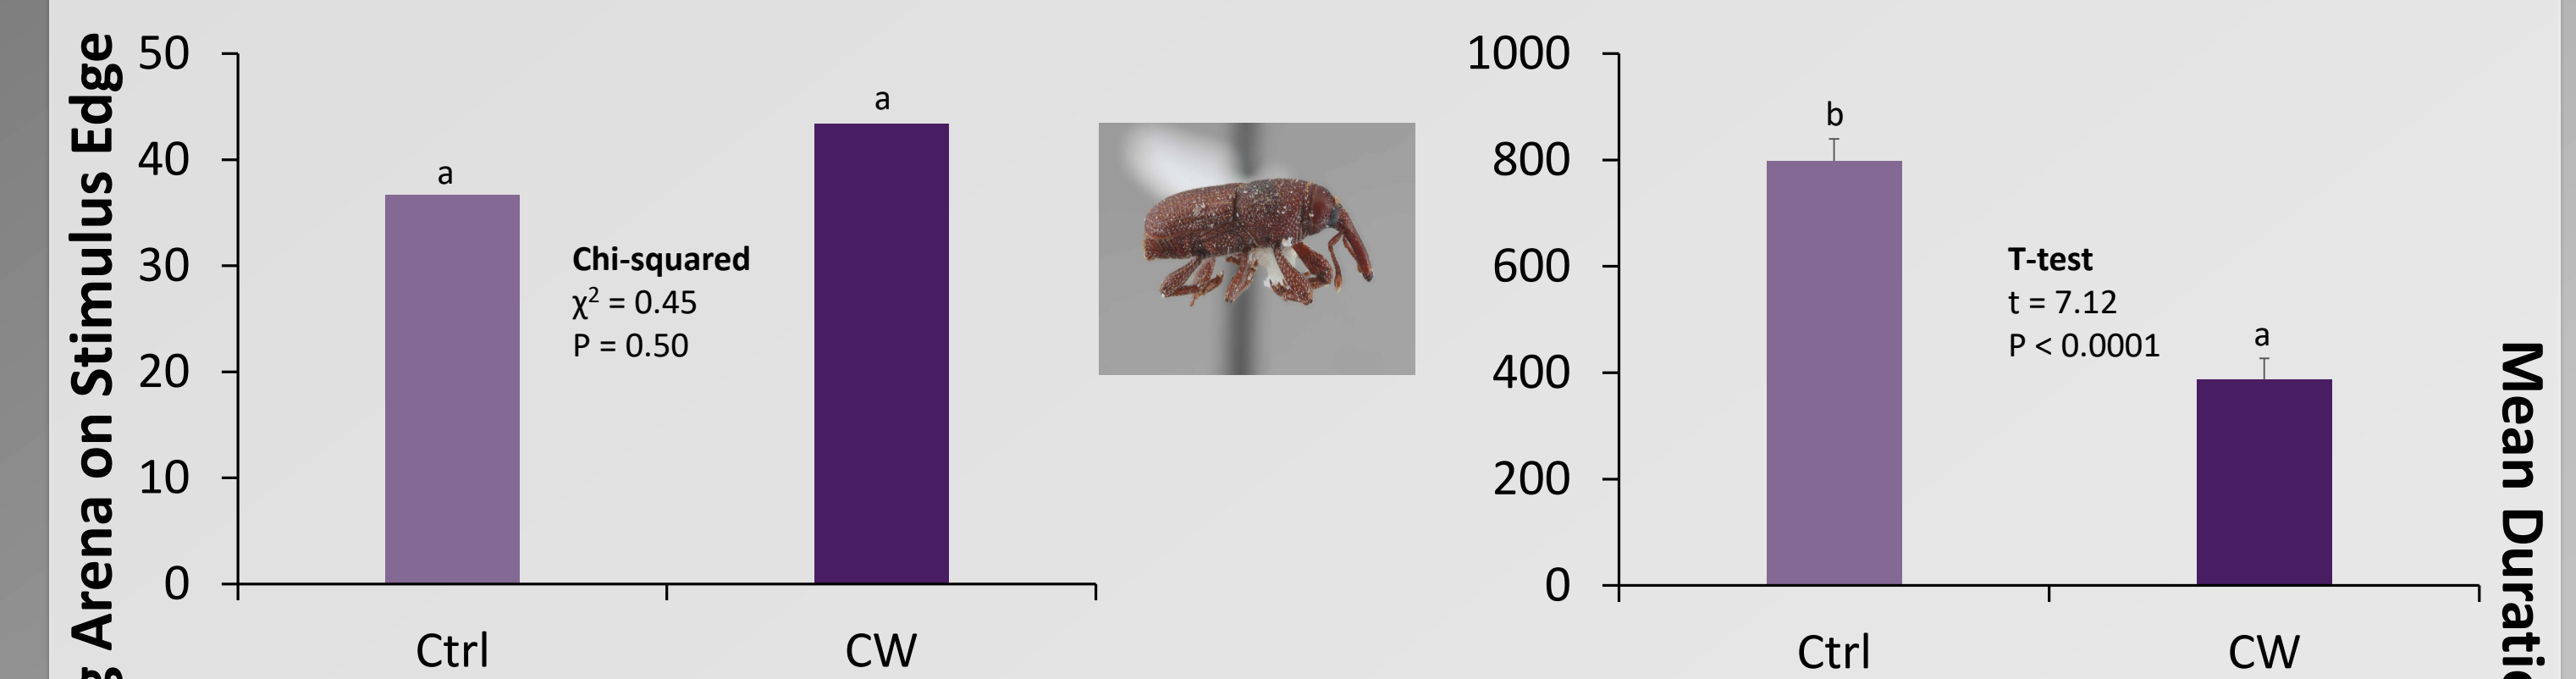 g Arena on Stimulus Edge
50
40
30
20
10
0
a
a
Chi-squared
χ² = 0.45
P = 0.50
Ctrl
CW
1000
800
600
400
200
0
b
a
T-test
t = 7.12
P < 0.0001
Ctrl
CW
Mean Duratio